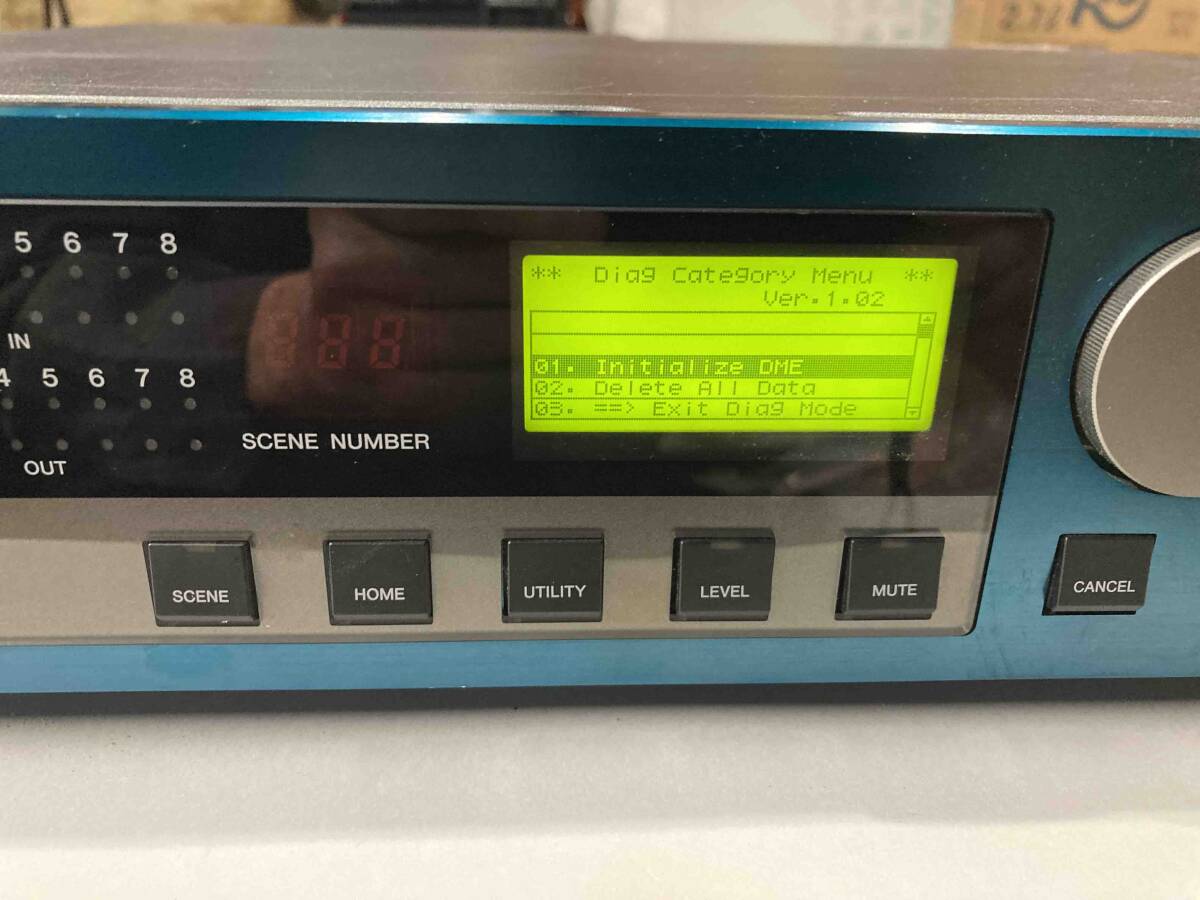 5 6 7 8
IN
4 5 6 7 8
OUT
SCENE NUMBER
** Diag Category Menu **
Ver.1.02
01. Initialize DME
02. Delete All Data
03. ==> Exit Diag Mode
SCENE
HOME
UTILITY
LEVEL
MUTE
CANCEL